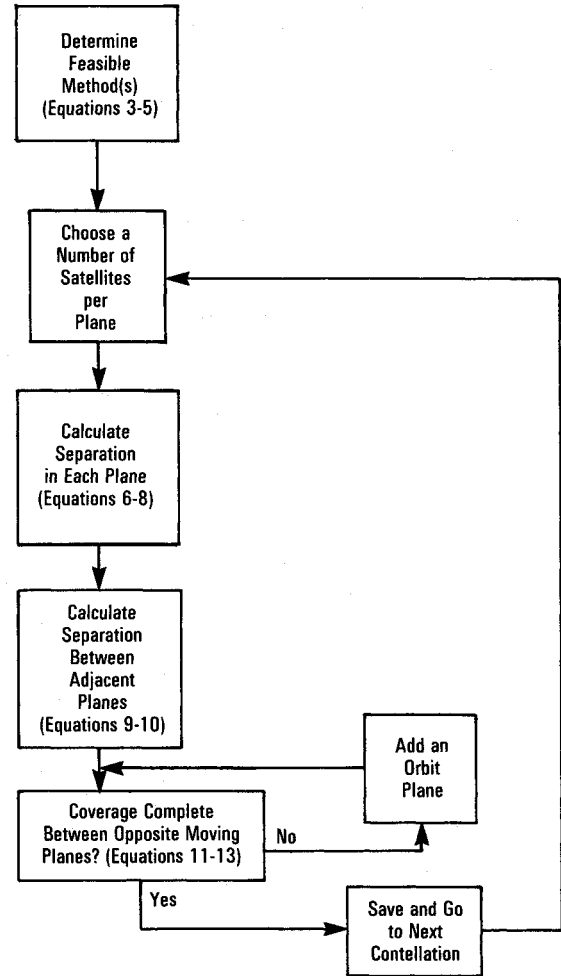 Determine
Feasible
Method(s)
(Equations 3-5)
Choose a
Number of
Satellites
per
Plane
Calculate
Separation
in Each Plane
(Equations 6-8)
Calculate
Separation
Between
Adjacent
Planes
(Equations 9-10)
Add an
Orbit
Plane
Coverage Complete
Between Opposite Moving
Planes? (Equations 11-13)
No
Yes
Save and Go
to Next
Contellation